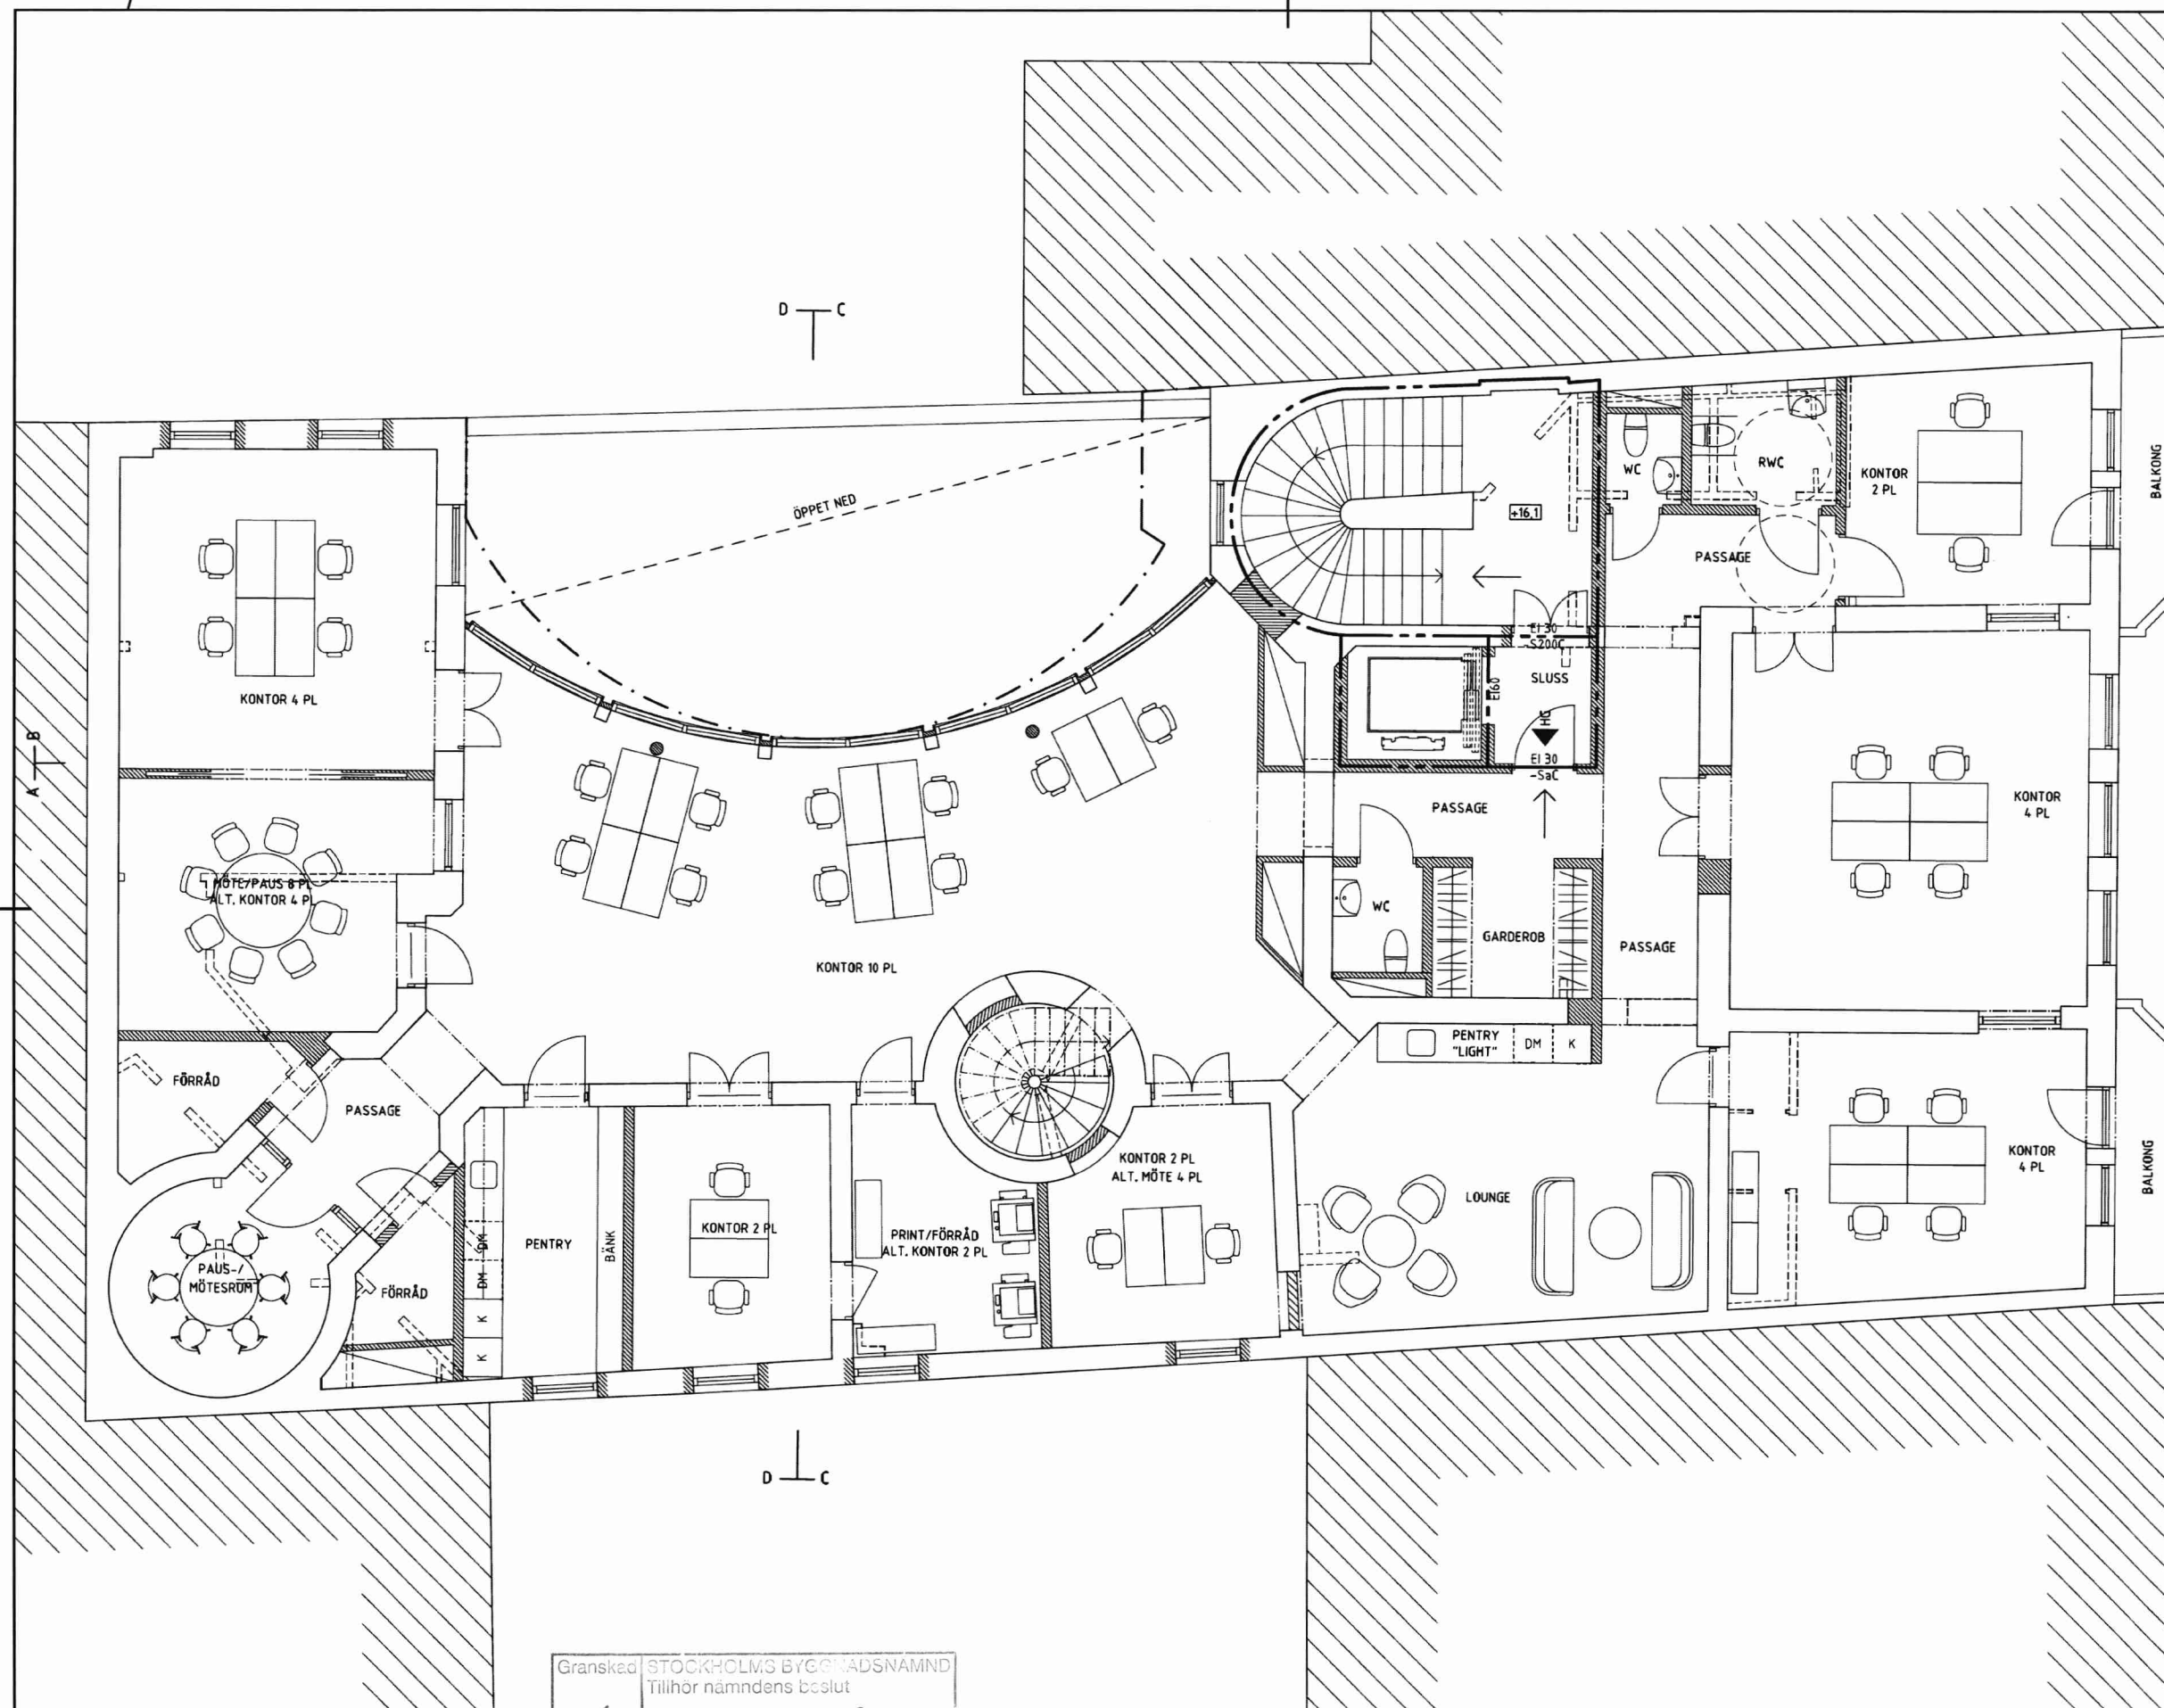 D C
ÖPPET NED
+16,1
WC
RWC
KONTOR
2 PL
BALKONG
PASSAGE
EI 30
-S200C
SLUSS
EI60
HG
EI 30
-SaC
KONTOR 4 PL
B
A
PASSAGE
KONTOR
4 PL
MÖTE/PAUS 8 PL
ALT. KONTOR 4 PL
WC
GARDEROB
PASSAGE
KONTOR 10 PL
PENTRY
"LIGHT"
DM
K
FÖRRÅD
PASSAGE
KONTOR 2 PL
ALT. MÖTE 4 PL
KONTOR
4 PL
BALKONG
LOUNGE
PENTRY
BÄNK
KONTOR 2 PL
PRINT/FÖRRÅD
ALT. KONTOR 2 PL
DM
DM
K
K
PAUS-/
MÖTESRUM
FÖRRÅD
D C
Granskad
STOCKHOLMS BYGGNADSNÄMND
Tillhör nämndens beslut